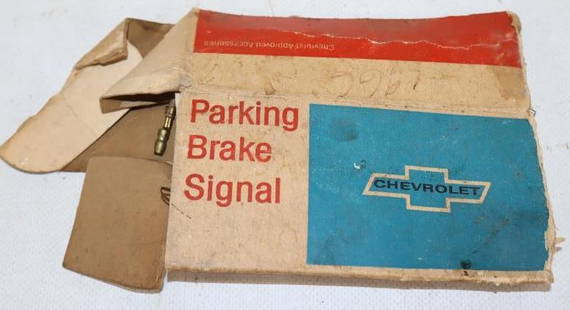 Chevrolet Approved Accessories
Parking
Brake
Signal
CHEVROLET